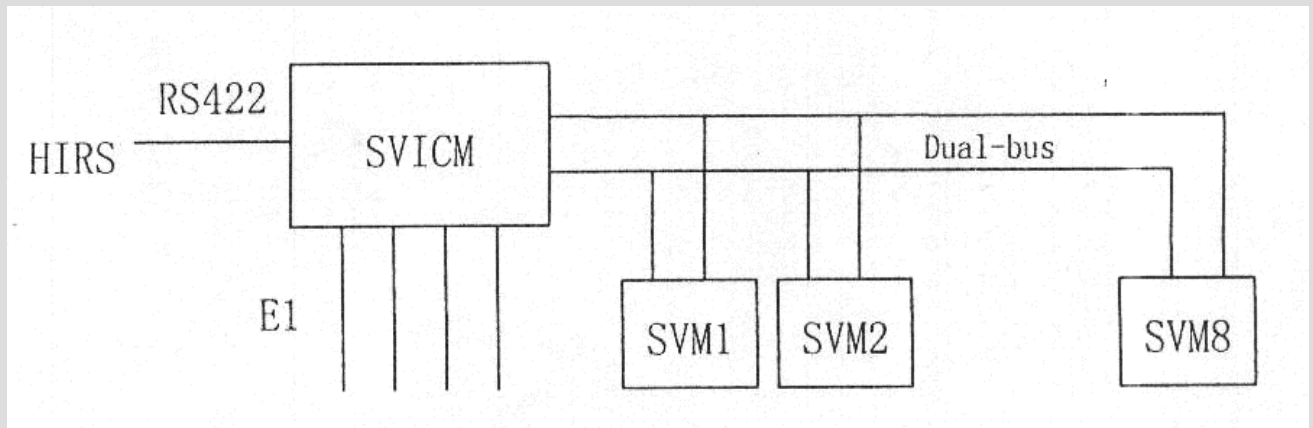 RS422
HIRS
SVICM
Dual-bus
E1
SVM1
SVM2
SVM8